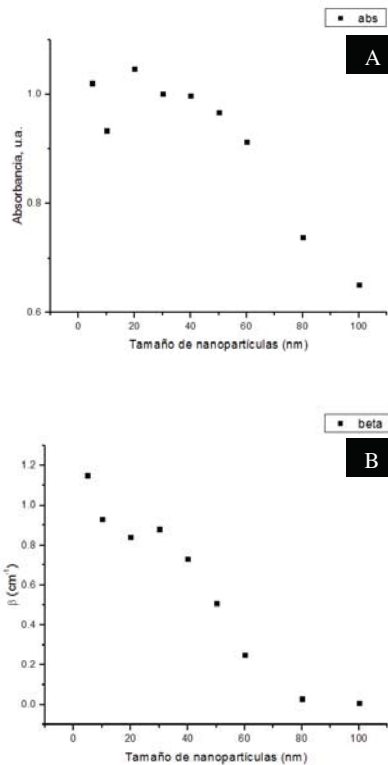 abs
A
1.0
0.8
0.6
Absorbancia, u.a.
0 20 40 60 80 100
Tamaño de nanopartículas (nm)
beta
B
1.2
1.0
0.8
0.6
0.4
0.2
0.0
β (cm⁻¹)
0 20 40 60 80 100
Tamaño de nanopartículas (nm)